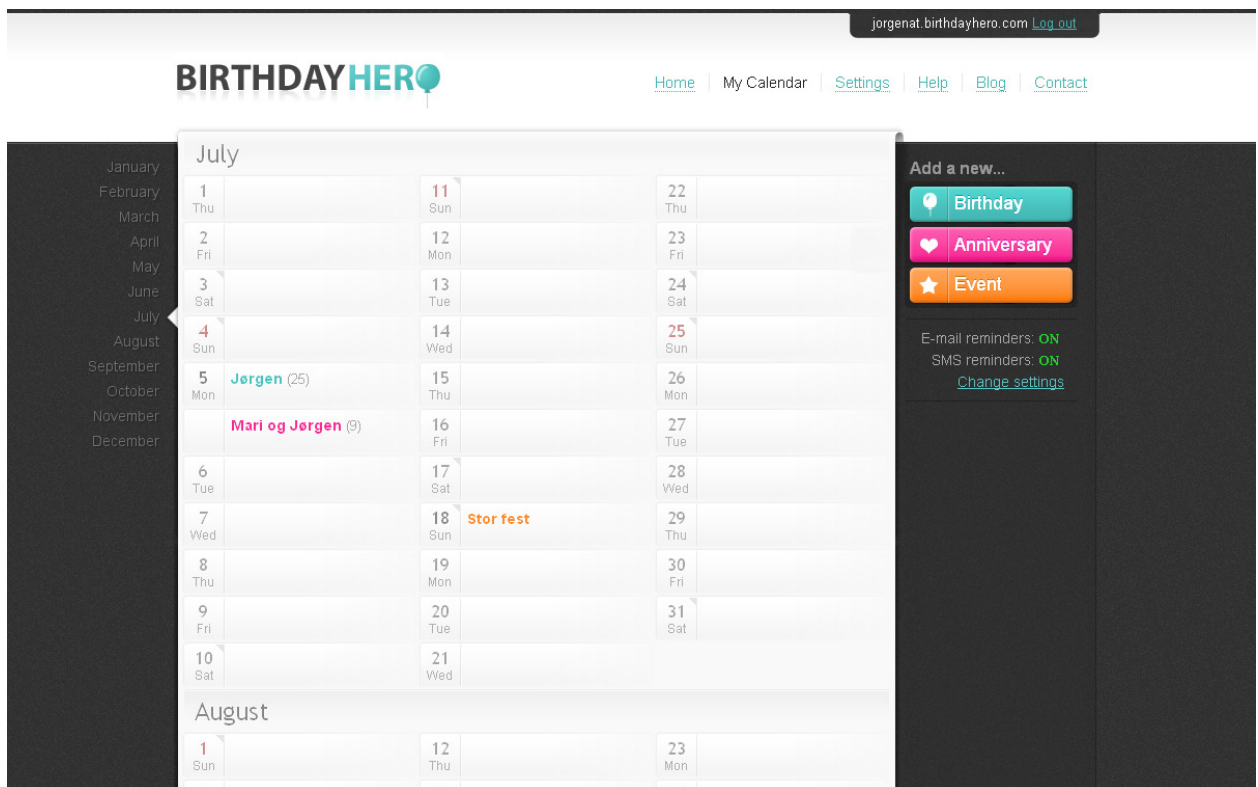 jorgenat.birthdayhero.com Log out
BIRTHDAYHERO
Home My Calendar Settings Help Blog Contact
January
February
March
April
May
June
July
August
September
October
November
December
July
1 Thu
2 Fri
3 Sat
4 Sun
5 Mon Jørgen (25)
Mari og Jørgen (9)
6 Tue
7 Wed
8 Thu
9 Fri
10 Sat
11 Sun
12 Mon
13 Tue
14 Wed
15 Thu
16 Fri
17 Sat
18 Sun Stor fest
19 Mon
20 Tue
21 Wed
22 Thu
23 Fri
24 Sat
25 Sun
26 Mon
27 Tue
28 Wed
29 Thu
30 Fri
31 Sat
August
1 Sun
12 Thu
23 Mon
Add a new...
Birthday
Anniversary
Event
E-mail reminders: ON
SMS reminders: ON
Change settings